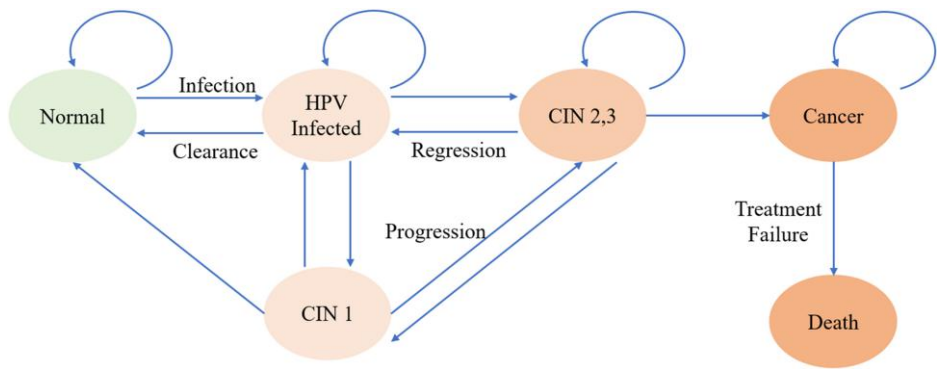 Normal
Infection
Clearance
HPV
Infected
Regression
CIN 2,3
Cancer
Progression
Treatment
Failure
CIN 1
Death